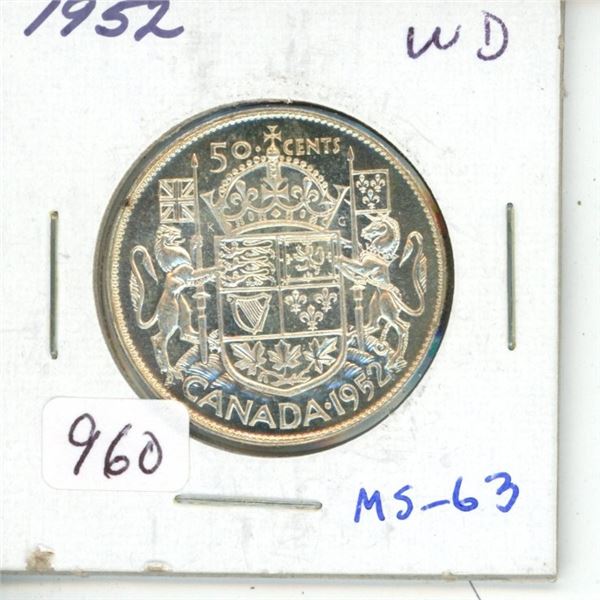 1952
WD
50 · CENTS
K G
CANADA · 1952
960
MS-63